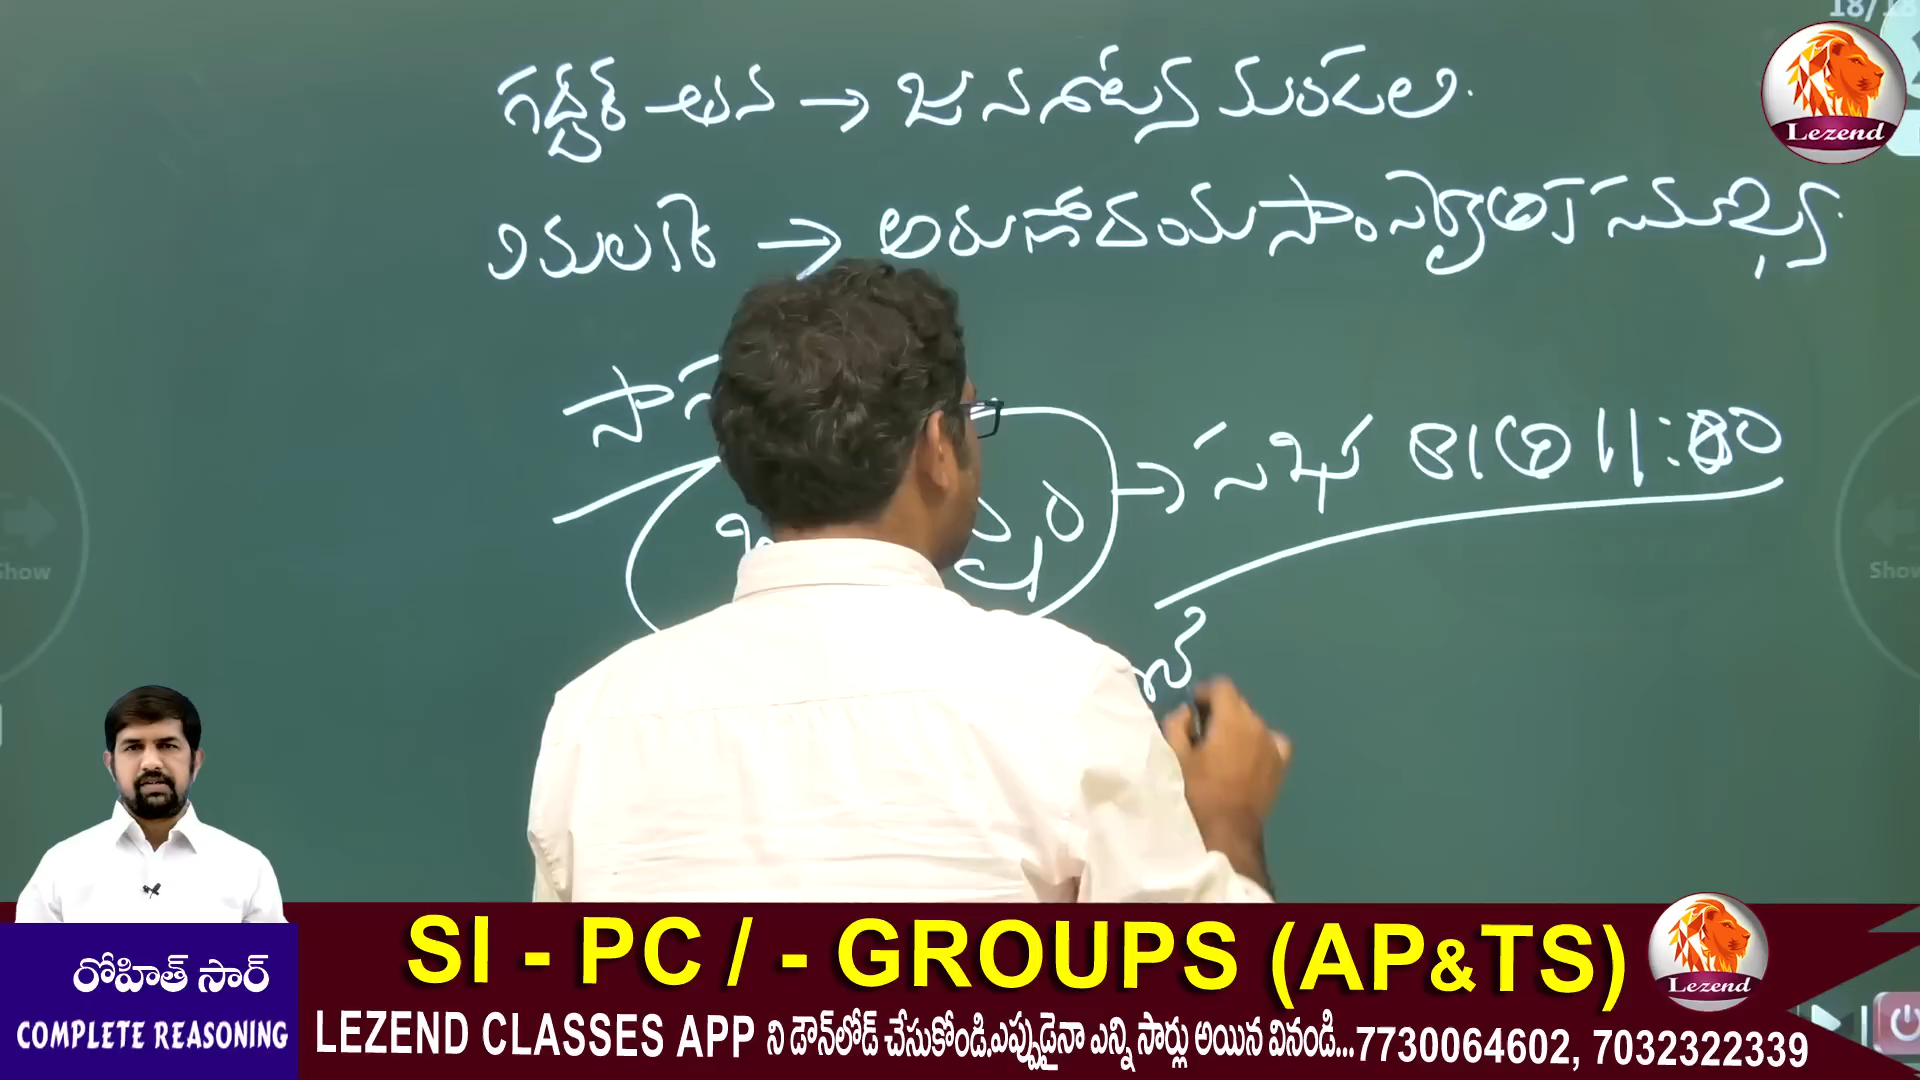 18/18
గద్దర్ అన్న → జననాట్య మండలి.
విమలక్క → అరుణోదయ సాంస్కృతిక సమాఖ్య.
→ సభ రాత్రి 11:00
Show
Show
Lezend
రోహిత్ సార్
COMPLETE REASONING
SI - PC / - GROUPS (AP&TS)
Lezend
LEZEND CLASSES APP ని డౌన్‌లోడ్ చేసుకోండి.ఎప్పుడైనా ఎన్ని సార్లు అయిన వినండి...7730064602, 7032322339